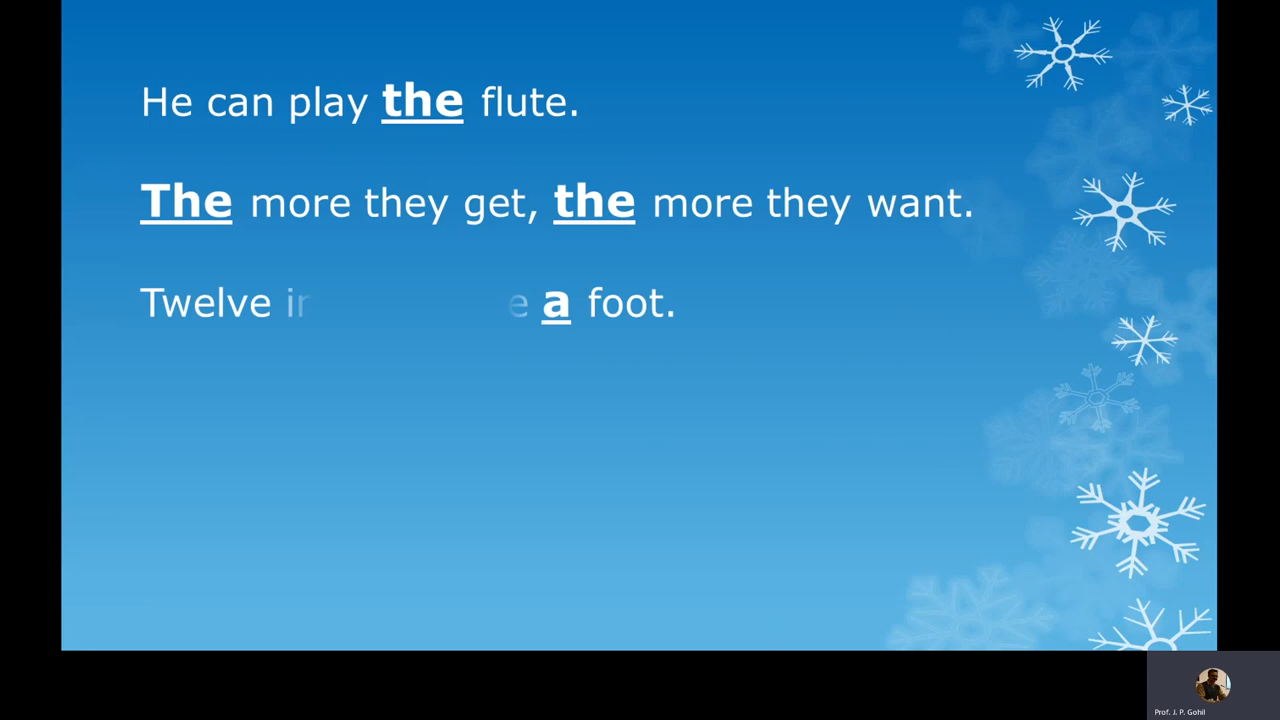 He can play the flute.
The more they get, the more they want.
Twelve a foot.
Prof. J. P. Gohil